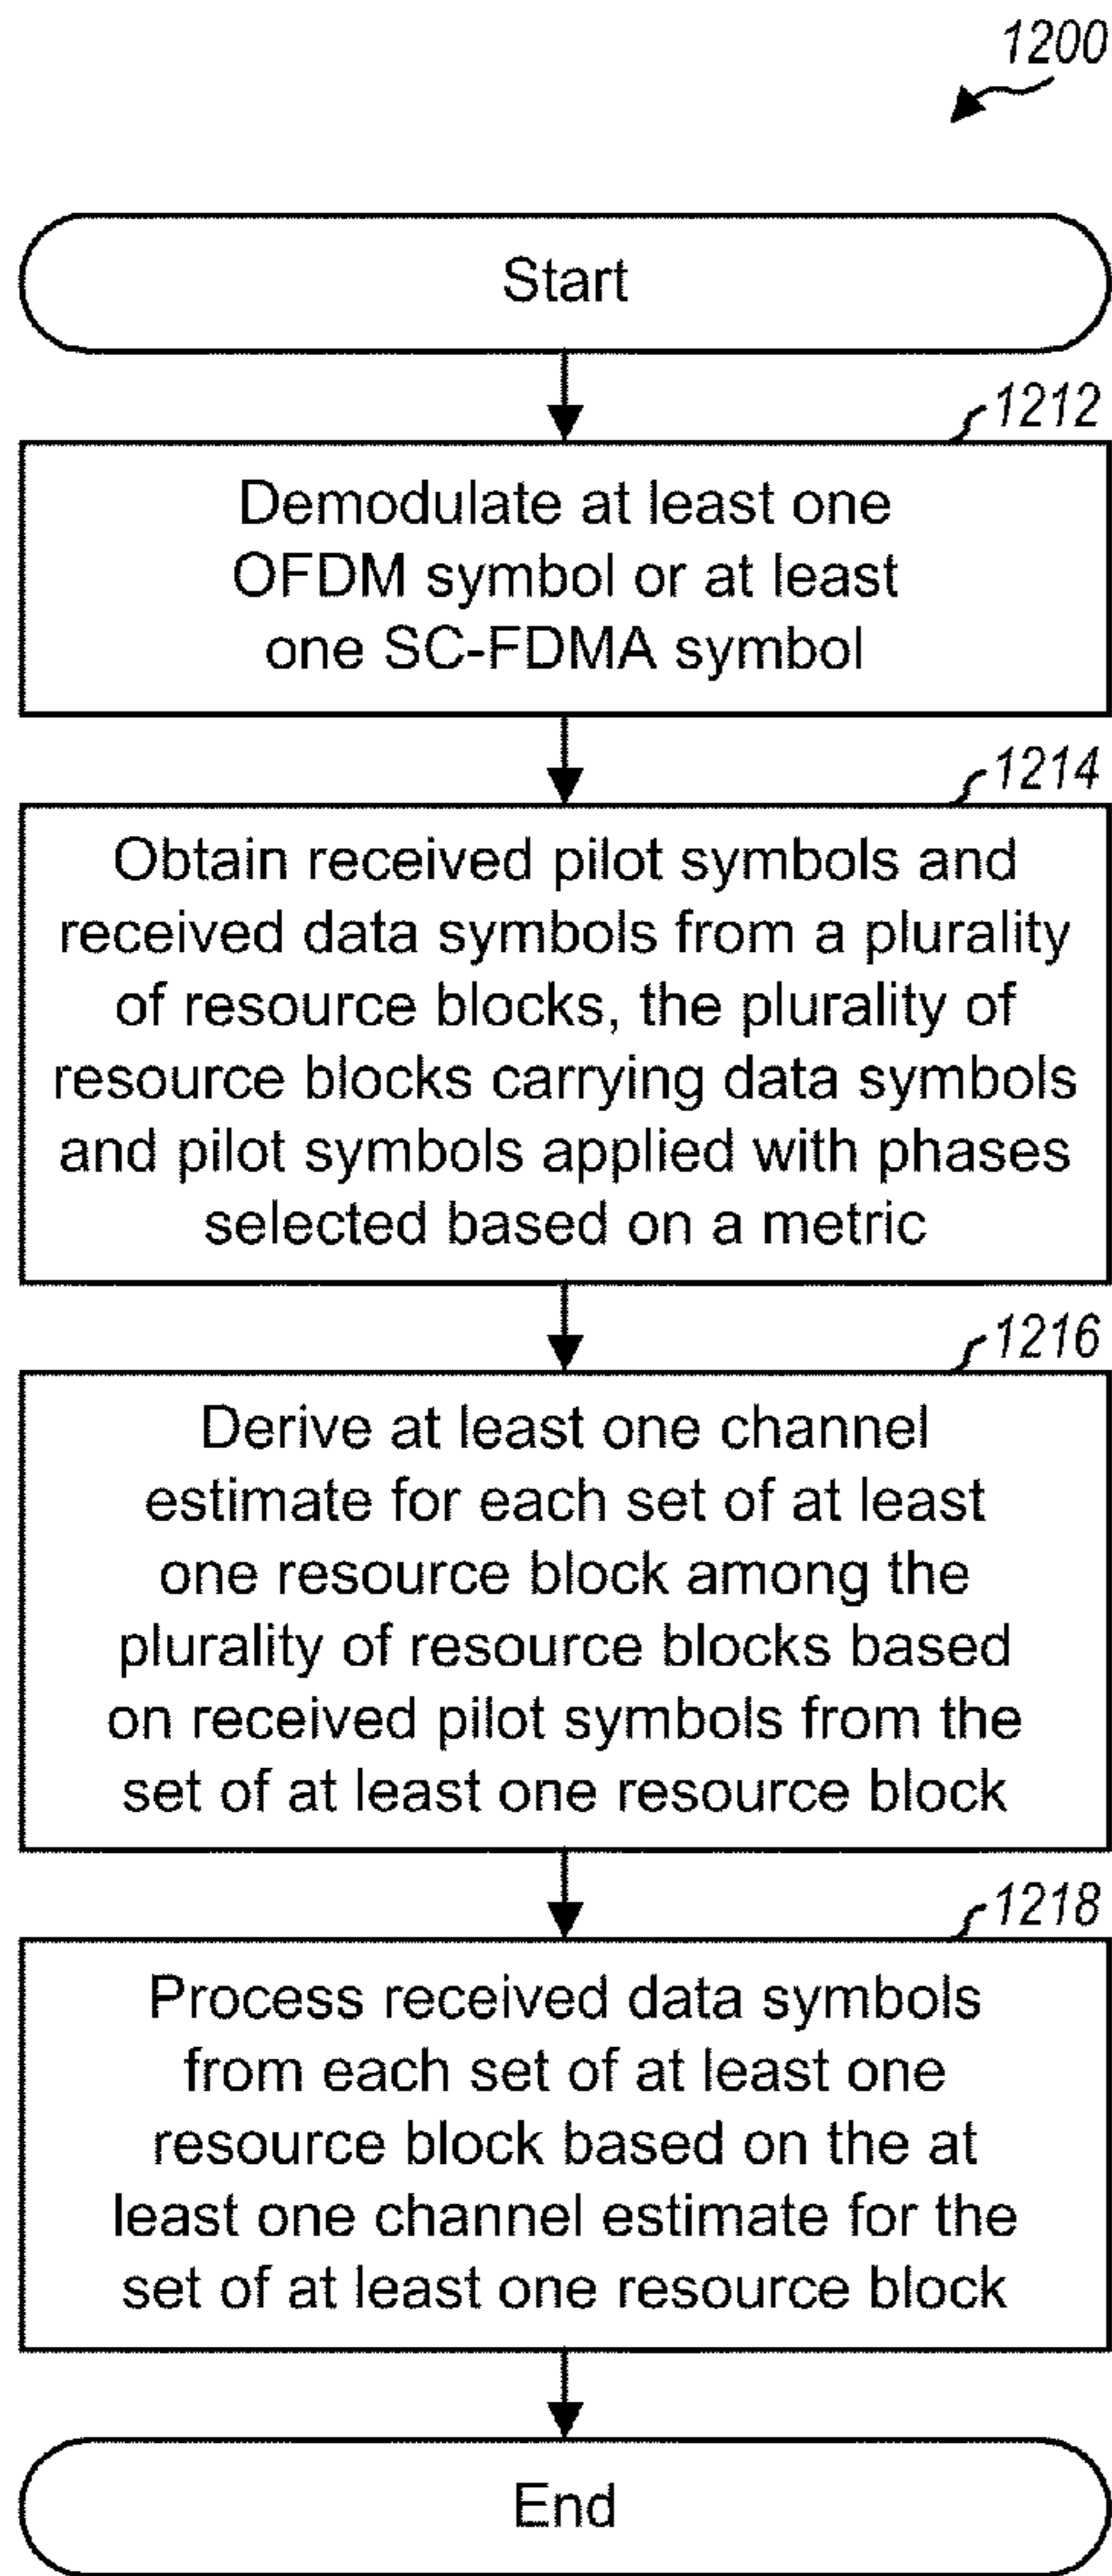 1200
Start
1212
Demodulate at least one
OFDM symbol or at least
one SC-FDMA symbol
1214
Obtain received pilot symbols and
received data symbols from a plurality
of resource blocks, the plurality of
resource blocks carrying data symbols
and pilot symbols applied with phases
selected based on a metric
1216
Derive at least one channel
estimate for each set of at least
one resource block among the
plurality of resource blocks based
on received pilot symbols from the
set of at least one resource block
1218
Process received data symbols
from each set of at least one
resource block based on the at
least one channel estimate for the
set of at least one resource block
End